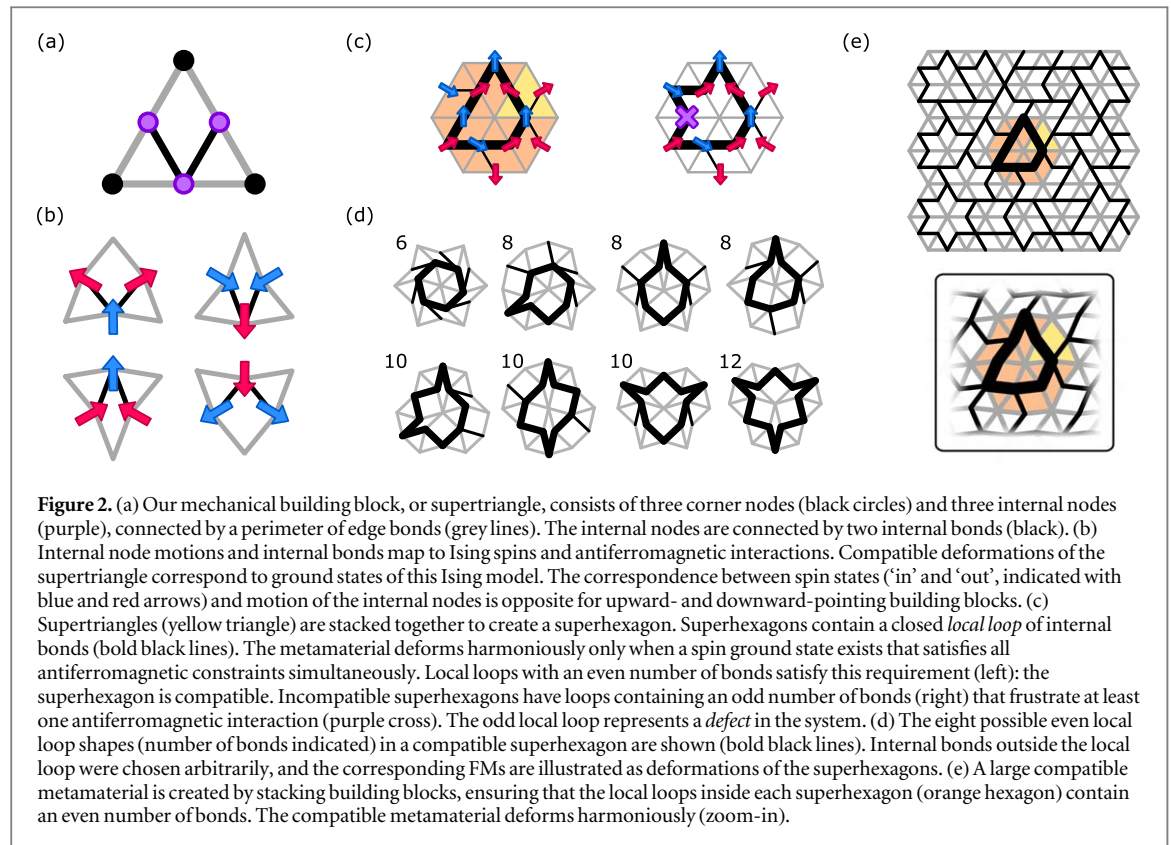 (a)
(c)
(e)
(b)
(d)
6
8
8
8
10
10
10
12
Figure 2. (a) Our mechanical building block, or supertriangle, consists of three corner nodes (black circles) and three internal nodes
(purple), connected by a perimeter of edge bonds (grey lines). The internal nodes are connected by two internal bonds (black). (b)
Internal node motions and internal bonds map to Ising spins and antiferromagnetic interactions. Compatible deformations of the
supertriangle correspond to ground states of this Ising model. The correspondence between spin states (‘in’ and ‘out’, indicated with
blue and red arrows) and motion of the internal nodes is opposite for upward- and downward-pointing building blocks. (c)
Supertriangles (yellow triangle) are stacked together to create a superhexagon. Superhexagons contain a closed local loop of internal
bonds (bold black lines). The metamaterial deforms harmoniously only when a spin ground state exists that satisfies all
antiferromagnetic constraints simultaneously. Local loops with an even number of bonds satisfy this requirement (left): the
superhexagon is compatible. Incompatible superhexagons have loops containing an odd number of bonds (right) that frustrate at least
one antiferromagnetic interaction (purple cross). The odd local loop represents a defect in the system. (d) The eight possible even local
loop shapes (number of bonds indicated) in a compatible superhexagon are shown (bold black lines). Internal bonds outside the local
loop were chosen arbitrarily, and the corresponding FMs are illustrated as deformations of the superhexagons. (e) A large compatible
metamaterial is created by stacking building blocks, ensuring that the local loops inside each superhexagon (orange hexagon) contain
an even number of bonds. The compatible metamaterial deforms harmoniously (zoom-in).